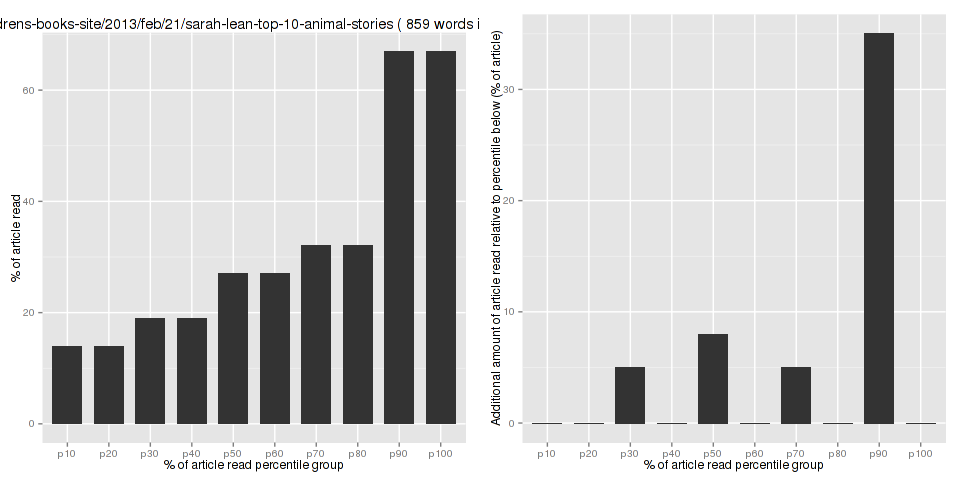 drens-books-site/2013/feb/21/sarah-lean-top-10-animal-stories ( 859 words i
% of article read
60
40
20
0
p10 p20 p30 p40 p50 p60 p70 p80 p90 p100
% of article read percentile group
Additional amount of article read relative to percentile below (% of article)
30
20
10
0
p10 p20 p30 p40 p50 p60 p70 p80 p90 p100
% of article read percentile group